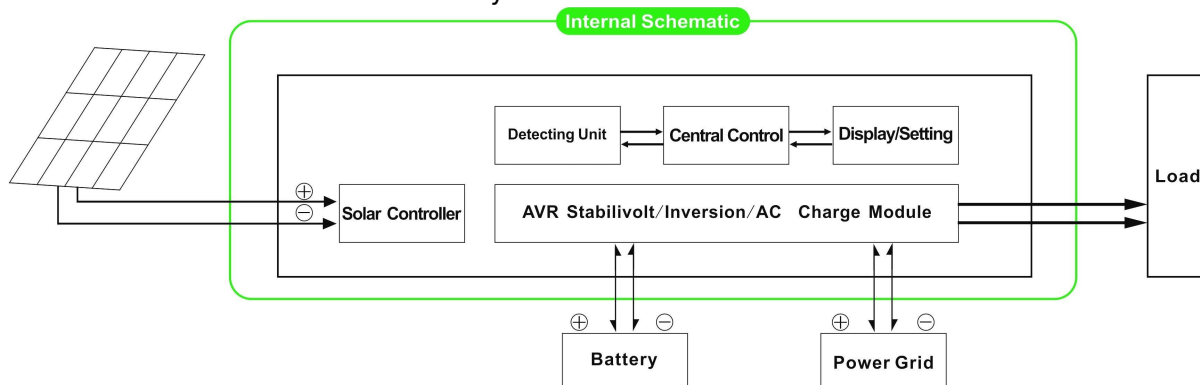 Internal Schematic
Detecting Unit
Central Control
Display/Setting
Load
+
−
Solar Controller
AVR Stabilivolt/Inversion/AC Charge Module
+ −
+ −
Battery
Power Grid